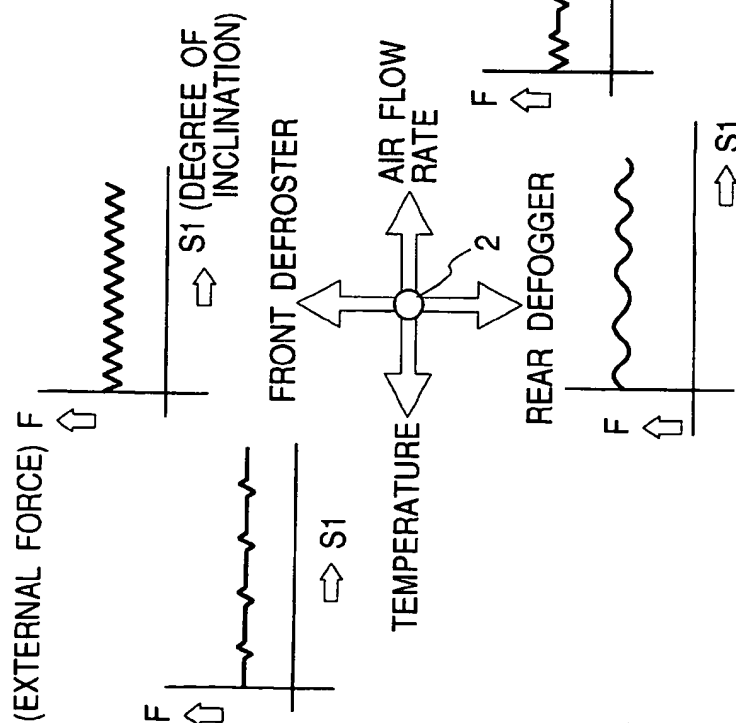 (EXTERNAL FORCE) F
S1 (DEGREE OF
INCLINATION)
F
S1
FRONT DEFROSTER
TEMPERATURE
AIR FLOW
RATE
2
REAR DEFOGGER
F
S1
F